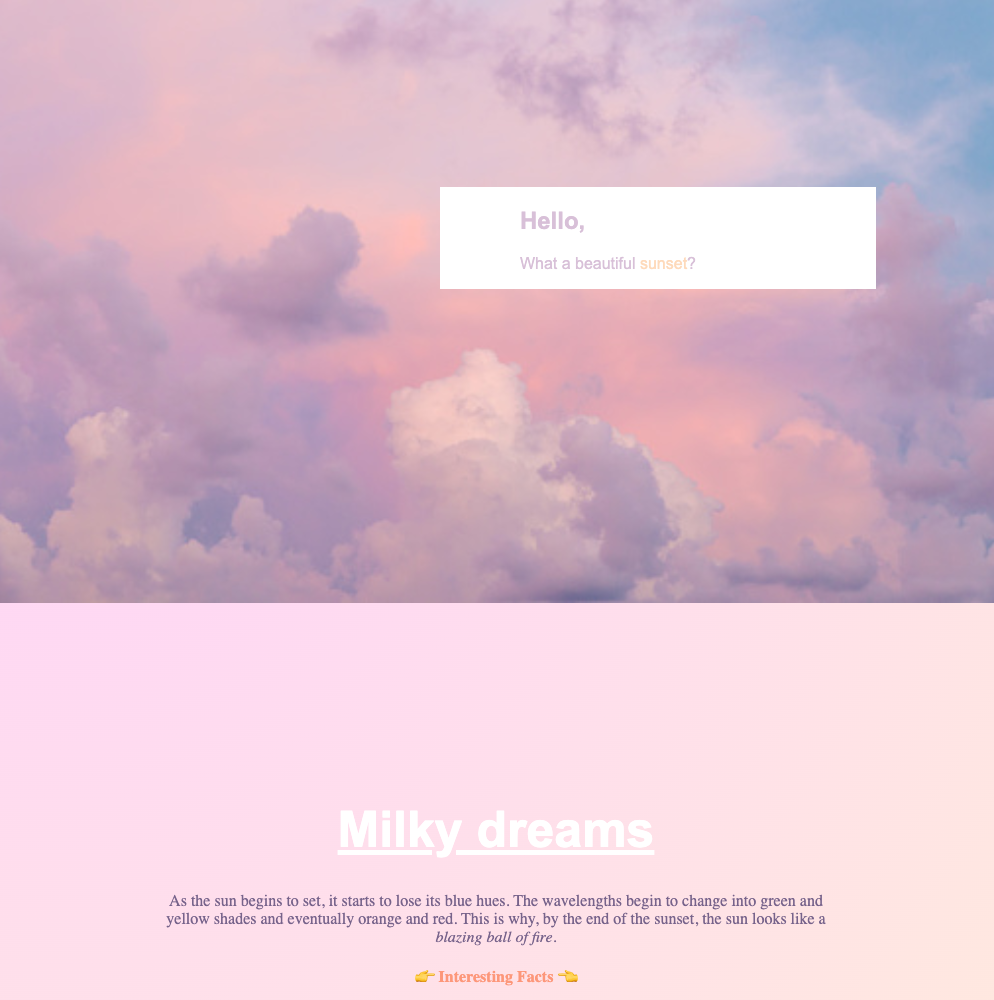 Hello,
What a beautiful sunset?
Milky dreams
As the sun begins to set, it starts to lose its blue hues. The wavelengths begin to change into green and
yellow shades and eventually orange and red. This is why, by the end of the sunset, the sun looks like a
blazing ball of fire.
👉 Interesting Facts 👈